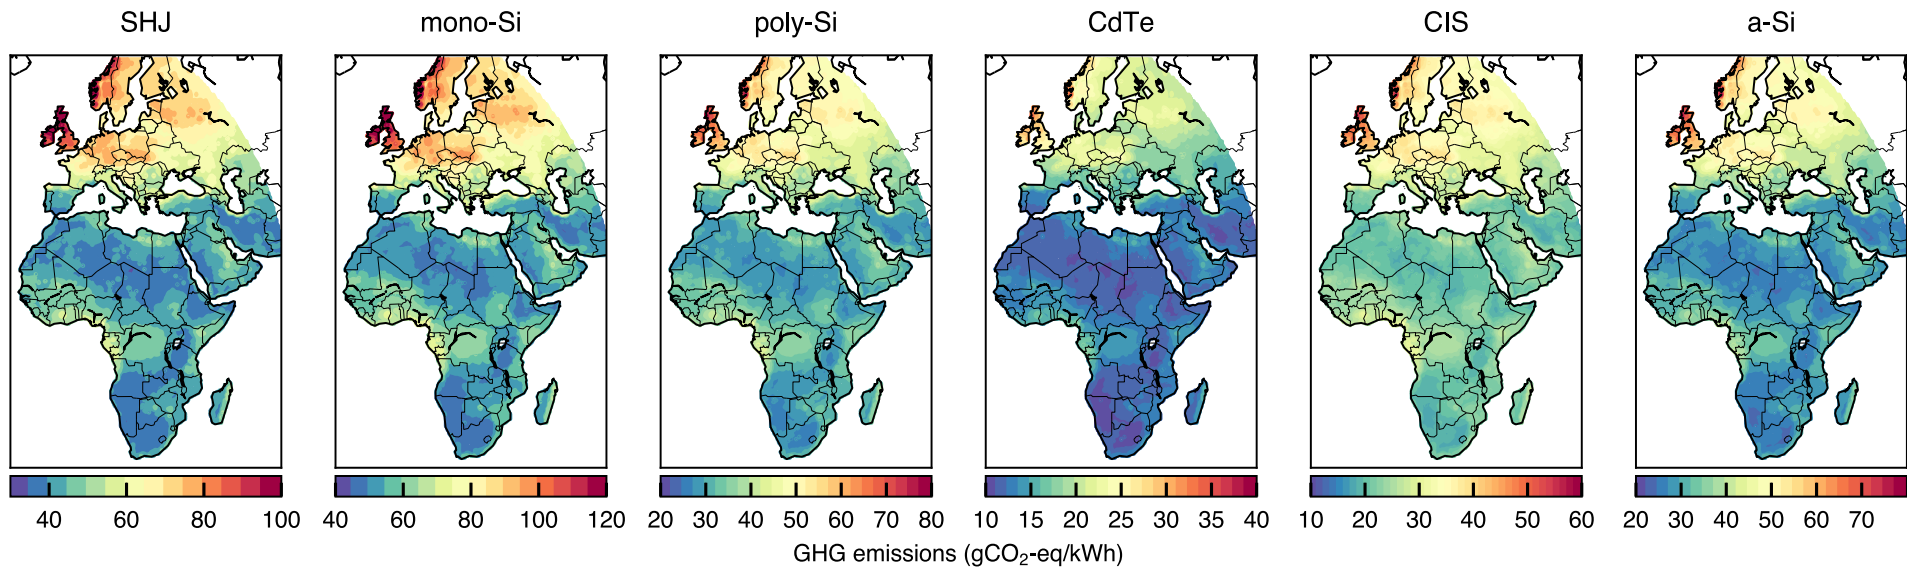 SHJ mono-Si poly-Si CdTe CIS a-Si
40 60 80 100 40 60 80 100 120 20 30 40 50 60 70 80 10 15 20 25 30 35 40 10 20 30 40 50 60 20 30 40 50 60 70
GHG emissions (gCO₂-eq/kWh)